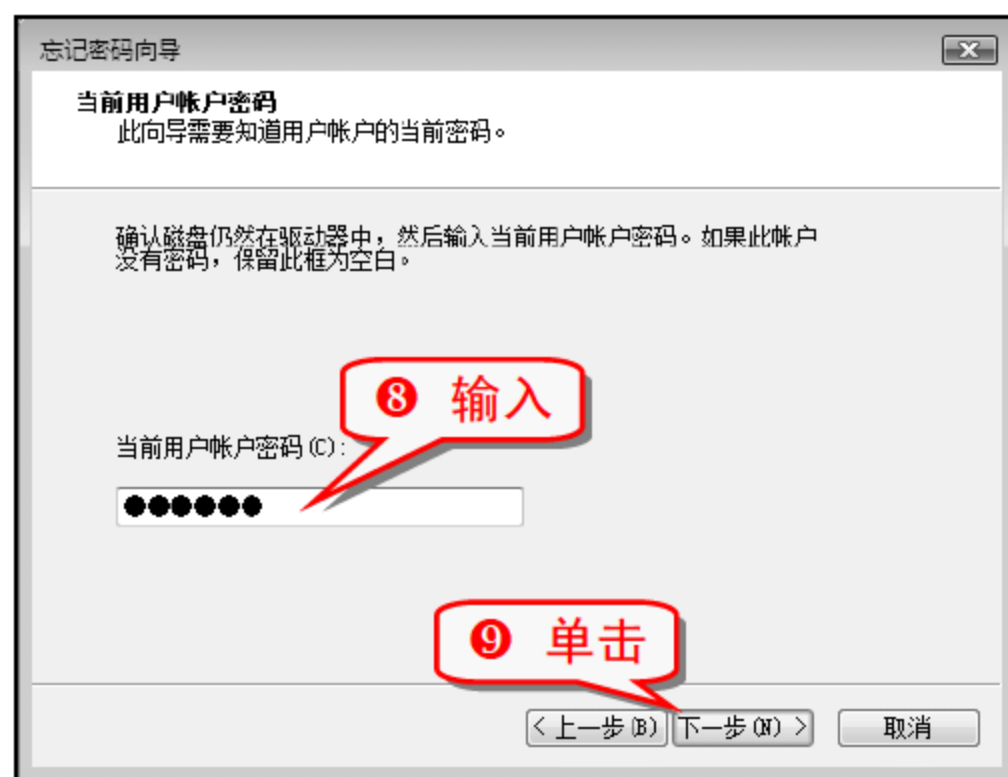 忘记密码向导
当前用户帐户密码
此向导需要知道用户帐户的当前密码。
确认磁盘仍然在驱动器中，然后输入当前用户帐户密码。如果此帐户
没有密码，保留此框为空白。
❽ 输入
当前用户帐户密码(C):
●●●●●●
❾ 单击
< 上一步(B) 下一步(N) > 取消